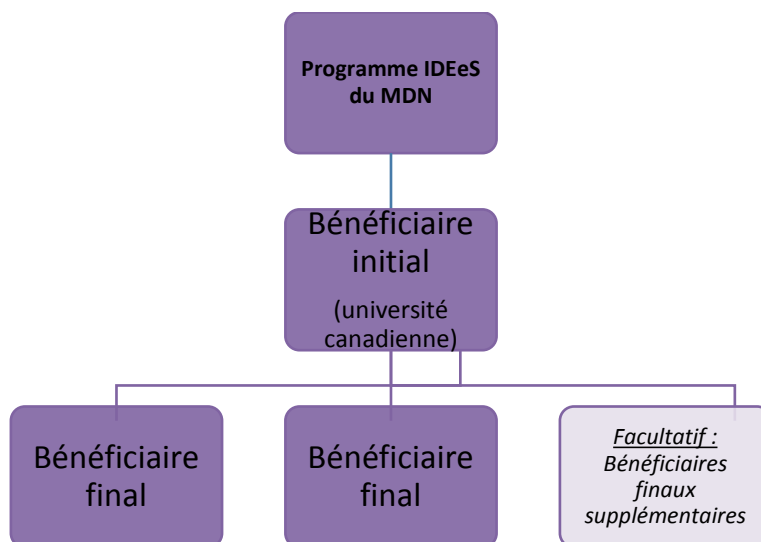 Programme IDEeS
du MDN
Bénéficiaire
initial
(université
canadienne)
Bénéficiaire
final
Bénéficiaire
final
Facultatif :
Bénéficiaires
finaux
supplémentaires